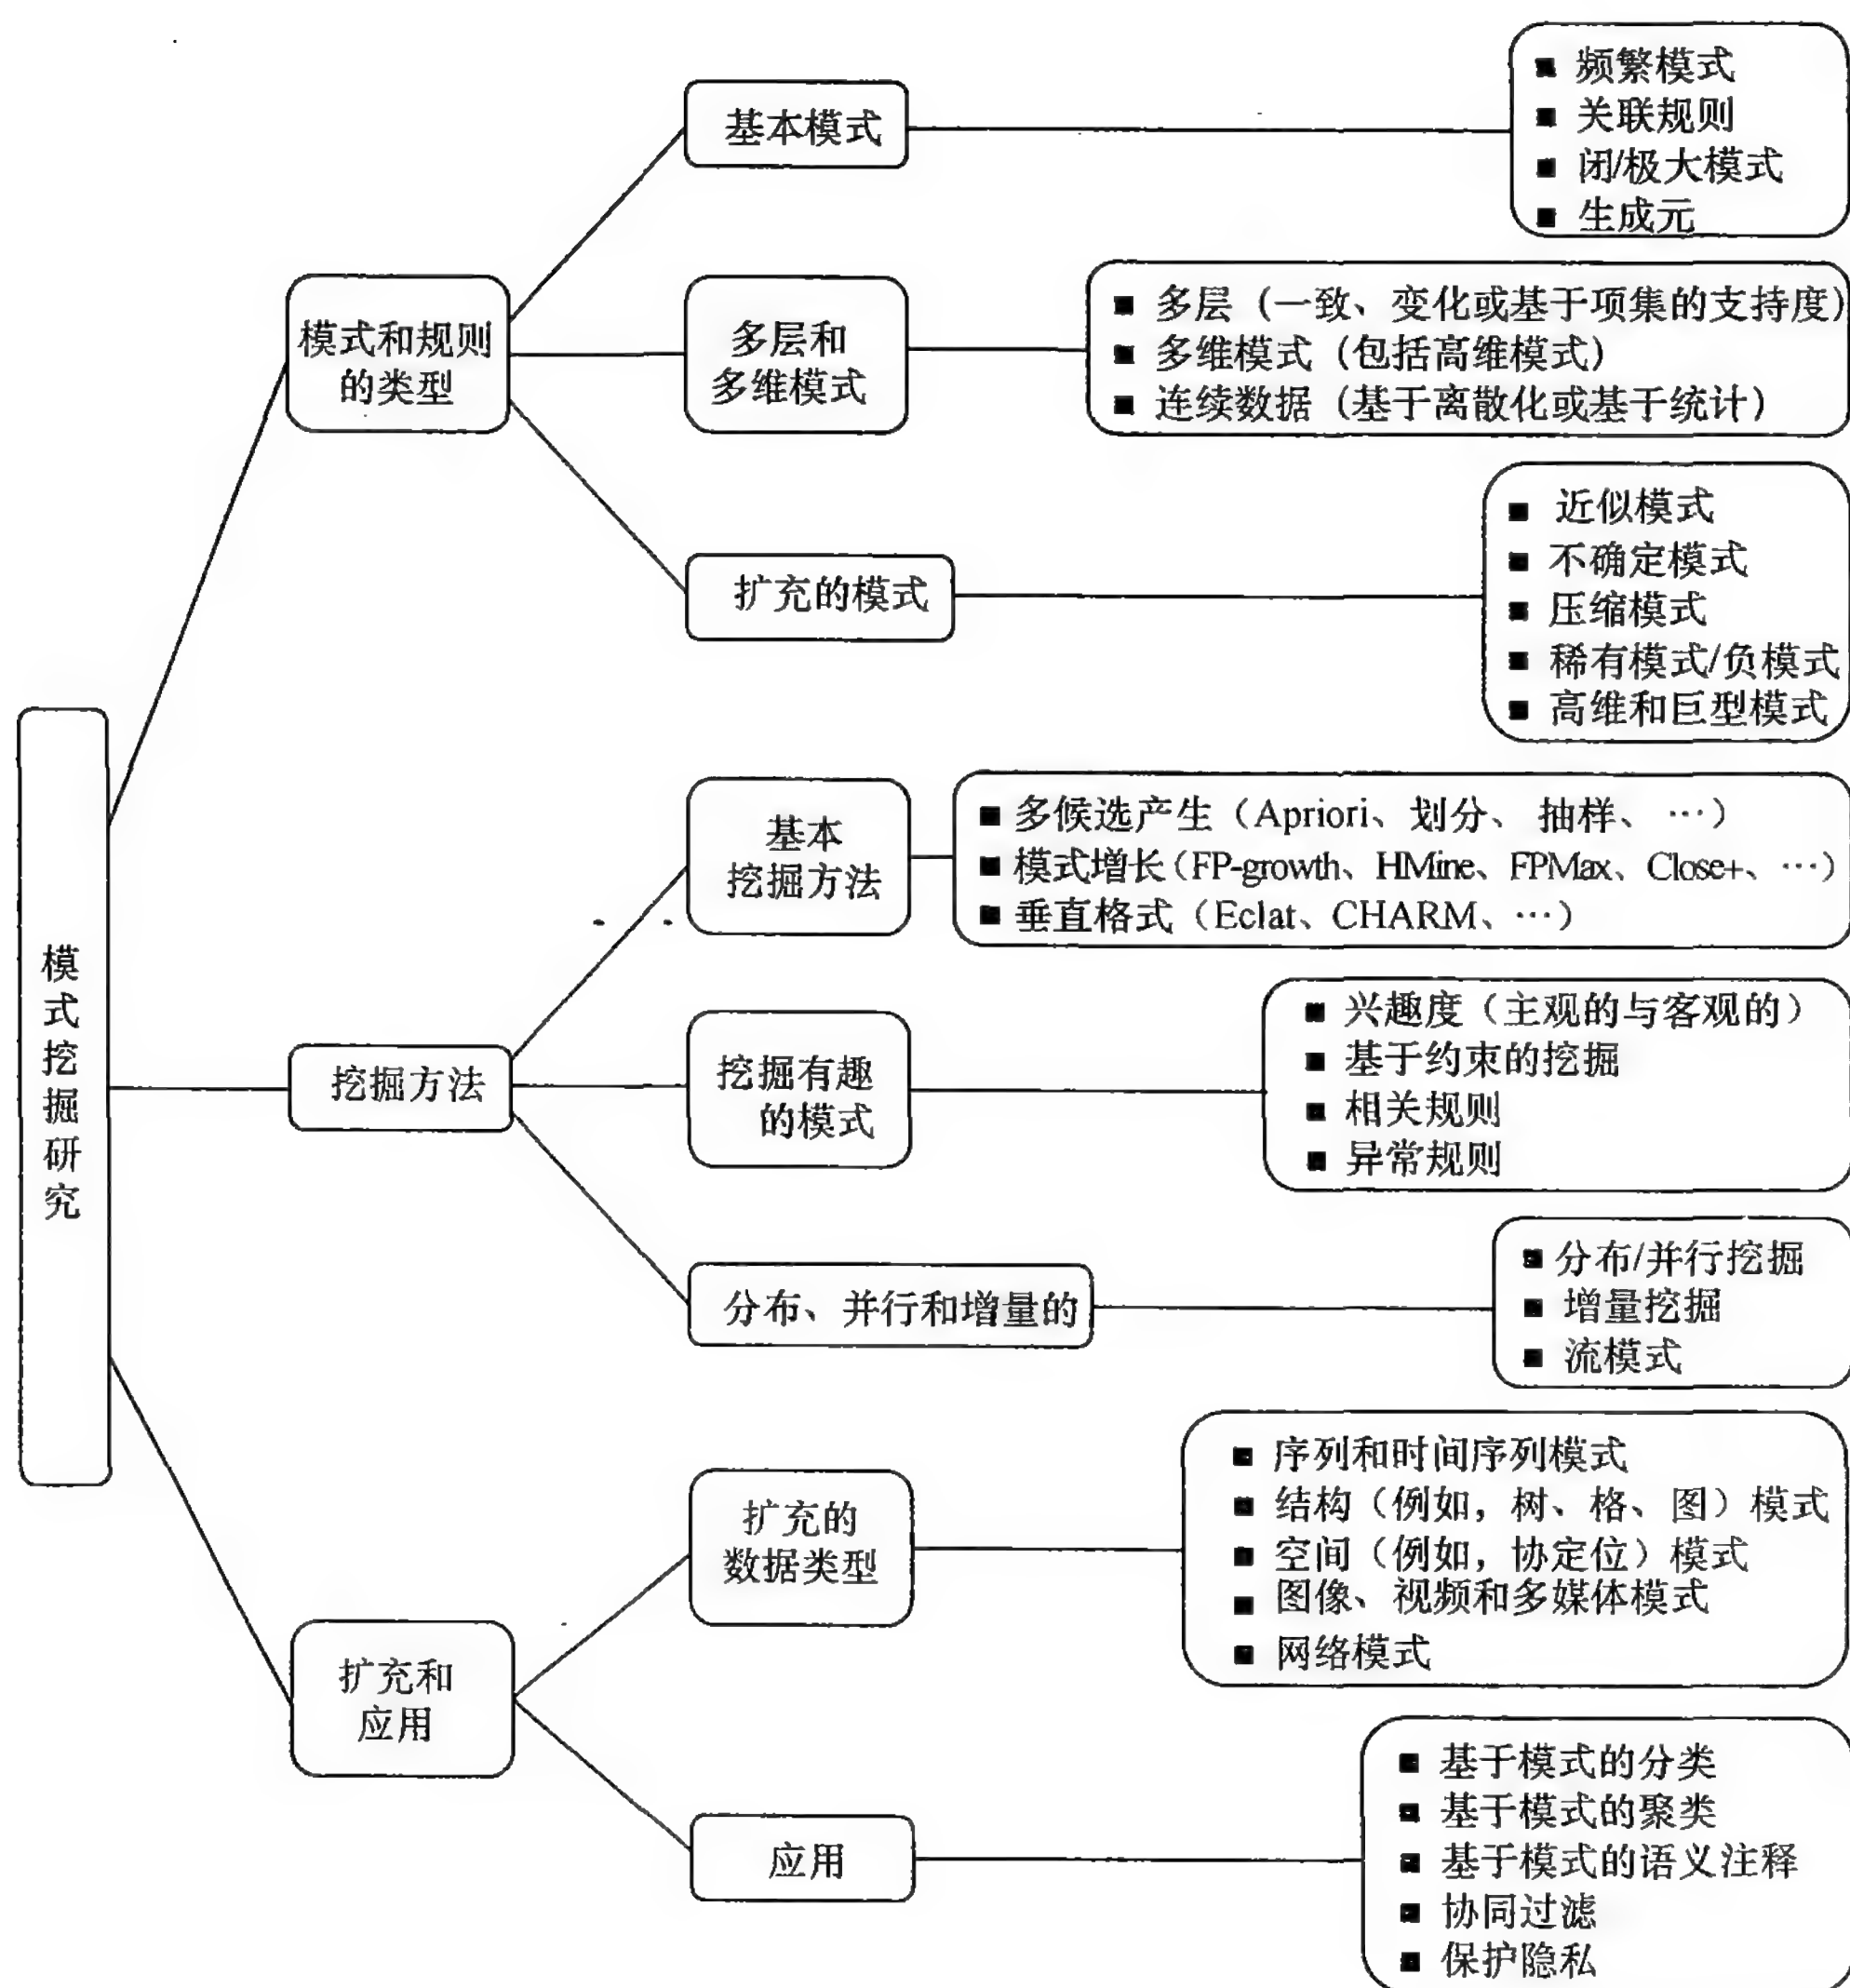 模式挖掘研究
模式和规则
的类型
基本模式
■ 频繁模式
■ 关联规则
■ 闭/极大模式
■ 生成元
多层和
多维模式
■ 多层（一致、变化或基于项集的支持度）
■ 多维模式（包括高维模式）
■ 连续数据（基于离散化或基于统计）
扩充的模式
■ 近似模式
■ 不确定模式
■ 压缩模式
■ 稀有模式/负模式
■ 高维和巨型模式
挖掘方法
基本
挖掘方法
■ 多候选产生（Apriori、划分、抽样、…）
■ 模式增长（FP-growth、HMine、FPMax、Close+、…）
■ 垂直格式（Eclat、CHARM、…）
挖掘有趣
的模式
■ 兴趣度（主观的与客观的）
■ 基于约束的挖掘
■ 相关规则
■ 异常规则
分布、并行和增量的
■ 分布/并行挖掘
■ 增量挖掘
■ 流模式
扩充和
应用
扩充的
数据类型
■ 序列和时间序列模式
■ 结构（例如，树、格、图）模式
■ 空间（例如，协定位）模式
■ 图像、视频和多媒体模式
■ 网络模式
应用
■ 基于模式的分类
■ 基于模式的聚类
■ 基于模式的语义注释
■ 协同过滤
■ 保护隐私